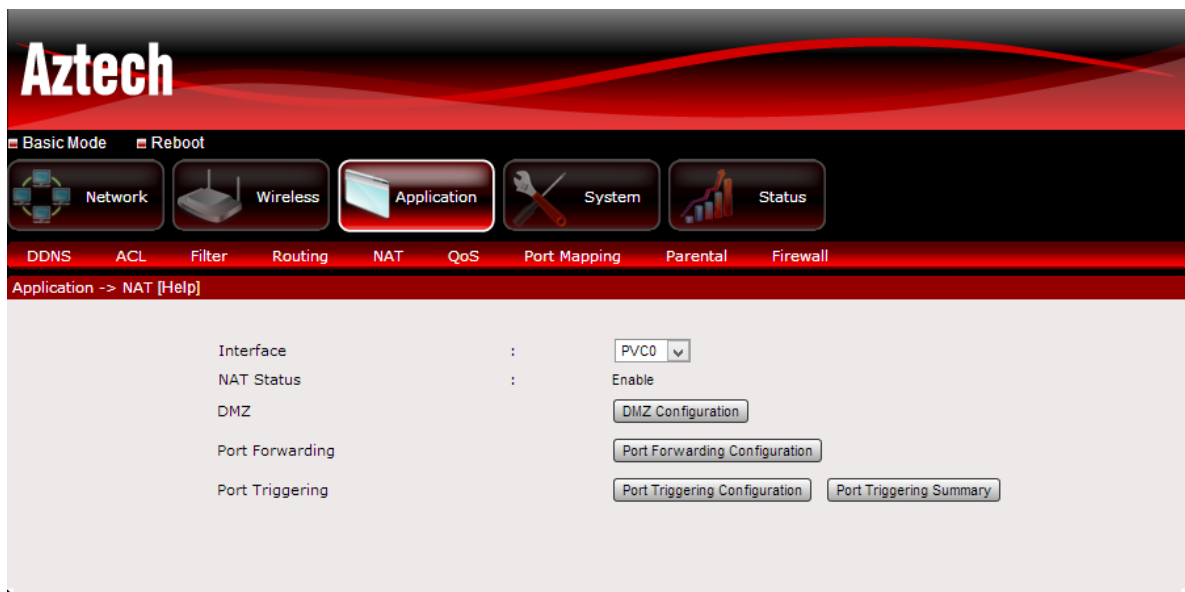 Aztech
Basic Mode Reboot
Network Wireless Application System Status
DDNS ACL Filter Routing NAT QoS Port Mapping Parental Firewall
Application -> NAT [Help]
Interface : PVC0
NAT Status : Enable
DMZ DMZ Configuration
Port Forwarding Port Forwarding Configuration
Port Triggering Port Triggering Configuration Port Triggering Summary